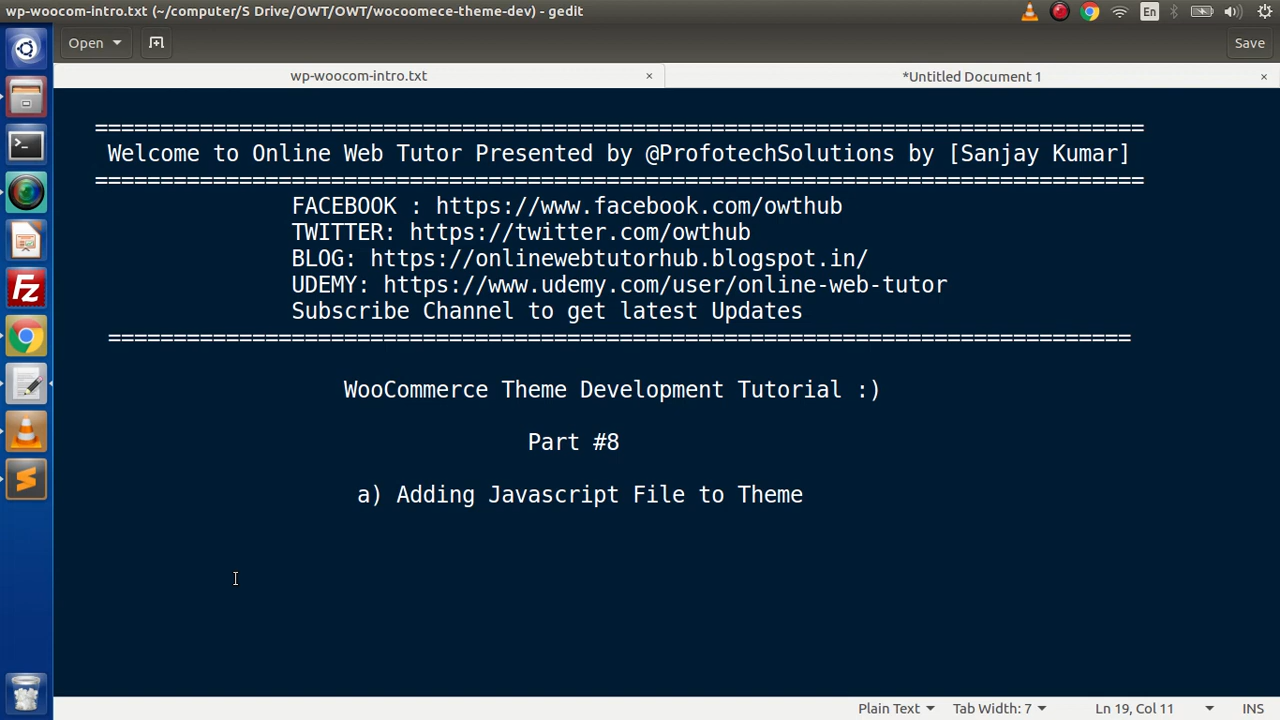 wp-woocom-intro.txt (~/computer/S Drive/OWT/OWT/wocoomece-theme-dev) - gedit
En
Open
Save
wp-woocom-intro.txt ×
*Untitled Document 1 ×
================================================================================
Welcome to Online Web Tutor Presented by @ProfotechSolutions by [Sanjay Kumar]
================================================================================
FACEBOOK : https://www.facebook.com/owthub
TWITTER: https://twitter.com/owthub
BLOG: https://onlinewebtutorhub.blogspot.in/
UDEMY: https://www.udemy.com/user/online-web-tutor
Subscribe Channel to get latest Updates
==============================================================================
WooCommerce Theme Development Tutorial :)
Part #8
a) Adding Javascript File to Theme
Fz
Plain Text Tab Width: 7 Ln 19, Col 11 INS